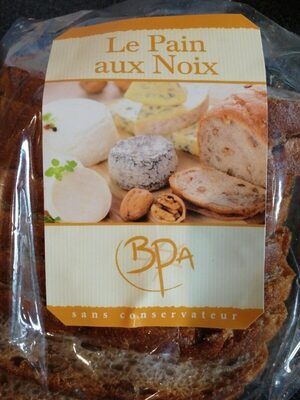 Le Pain
aux Noix
BPA
sans conservateur